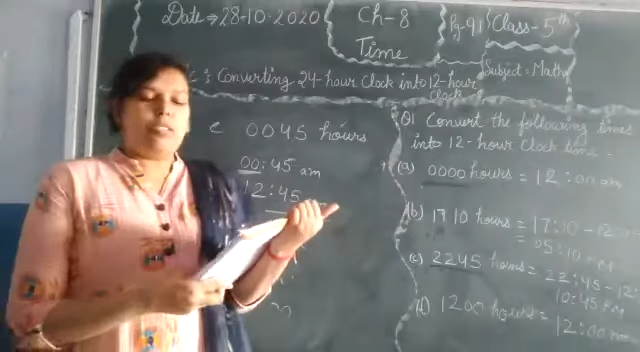 Date → 28-10-2020
Ch-8
Time
Pg-91
Class-5th
Subject: Maths
: Converting 24-hour Clock into 12-hour
Clock
e 0045 hours
00:45 am
12:45
Q1 Convert the following times
into 12-hour clock time.
(a) 0000 hours = 12:00 am
(b) 1710 hours = 17:10 - 12:
= 05:10 PM
(c) 2245 hours = 22:45 - 12:
10:45 PM
(d) 1200 hours =
12:00